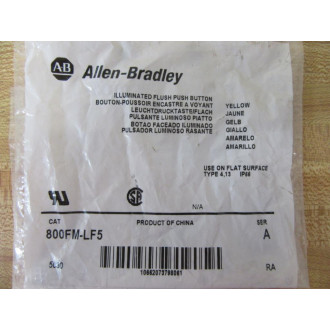 AB Allen-Bradley
ILLUMINATED FLUSH PUSH BUTTON YELLOW
BOUTON-POUSSOIR ENCASTRE A VOYANT JAUNE
LEUCHTDRUCKTASTE/FLACH GELB
PULSANTE LUMINOSO PIATTO GIALLO
BOTAO FACEADO ILUMINADO AMARELO
PULSADOR LUMINOSO RASANTE AMARILLO
USE ON FLAT SURFACE
TYPE 4,13 IP66
N/A
CAT PRODUCT OF CHINA SER.
800FM-LF5 A
RA